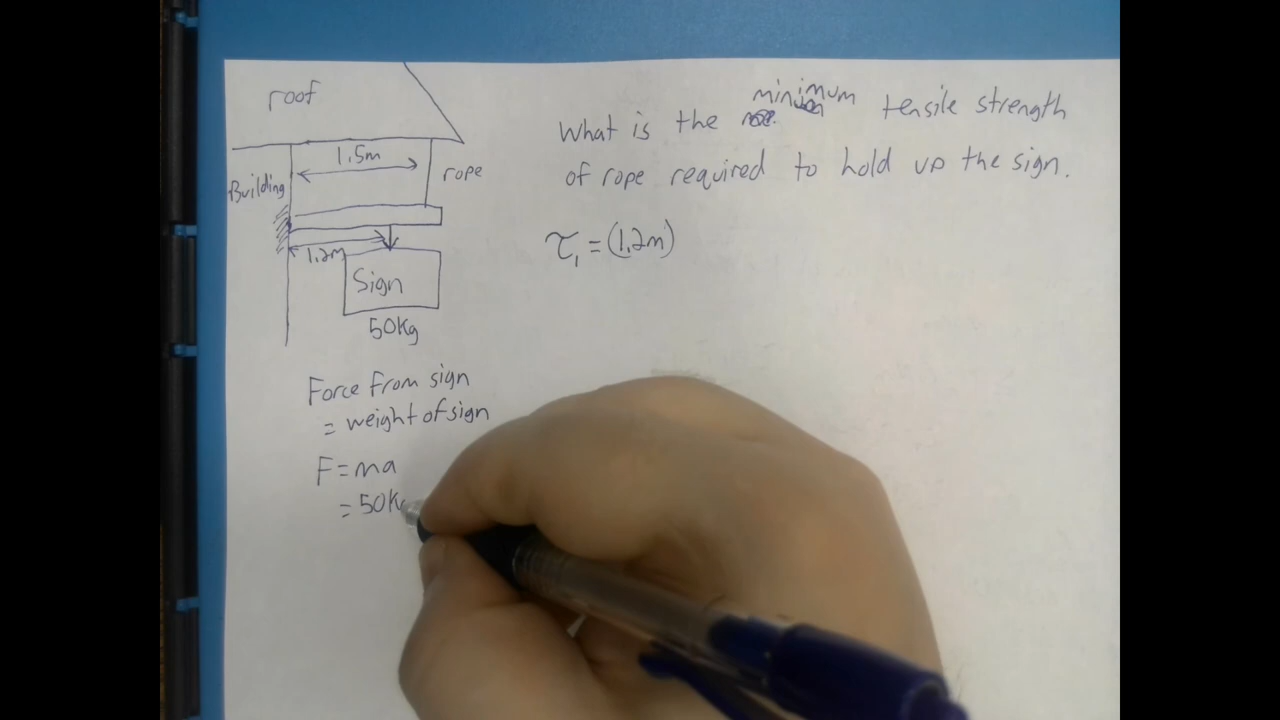 roof
1.5m
rope
Building
1.2m
Sign
50Kg
What is the minimum tensile strength
of rope required to hold up the sign.
τ₁ = (1.2m)
Force from sign
= weight of sign
F = ma
= 50K